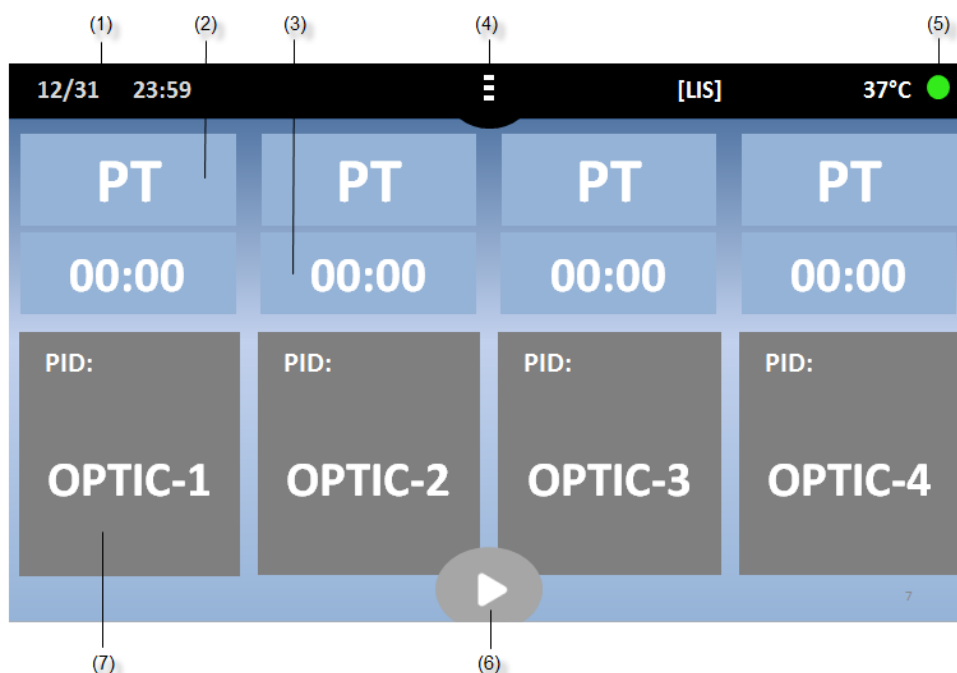 (1) (2) (3) (4) (5)
12/31 23:59 [LIS] 37°C
PT PT PT PT
00:00 00:00 00:00 00:00
PID: PID: PID: PID:
OPTIC-1 OPTIC-2 OPTIC-3 OPTIC-4
7
(7) (6)